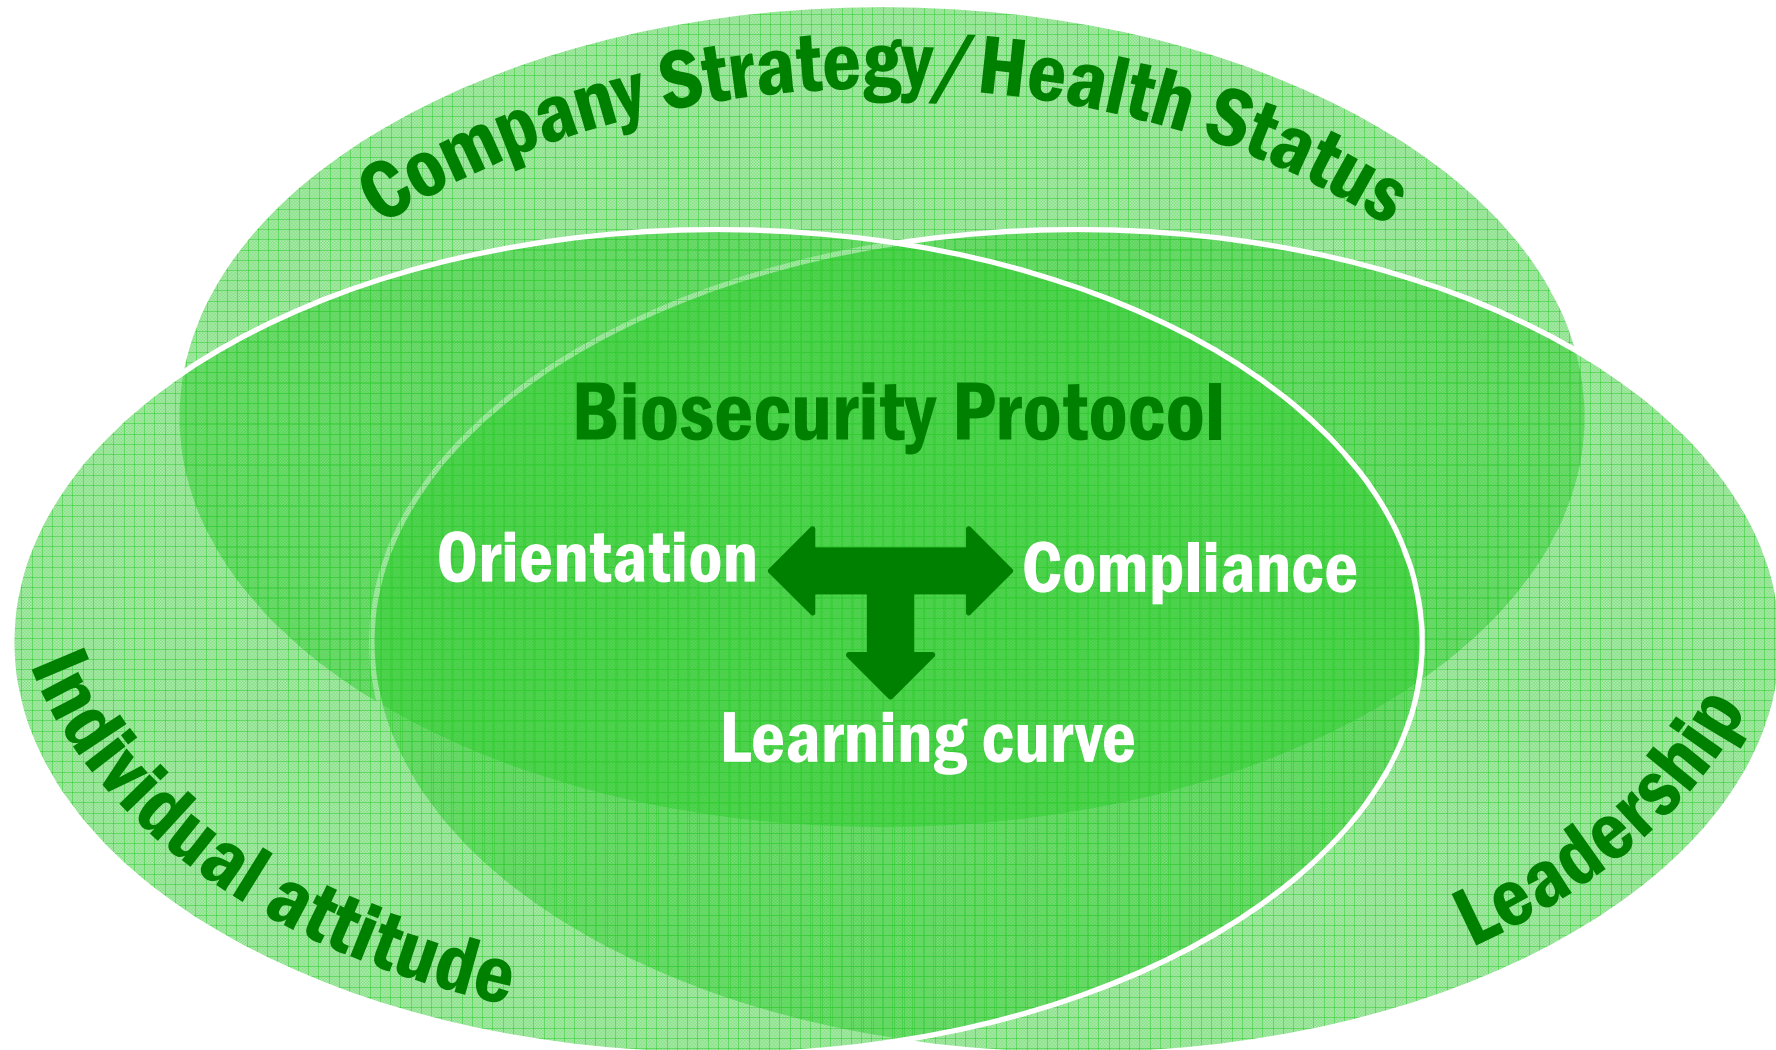 Company Strategy/Health Status
Biosecurity Protocol
Orientation
Compliance
Learning curve
Individual attitude
Leadership